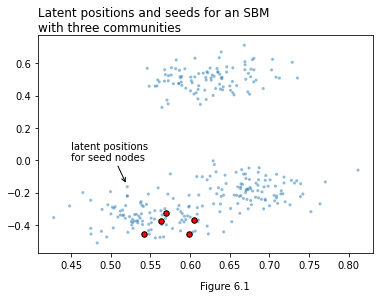 Latent positions and seeds for an SBM
with three communities
0.6
0.4
0.2
0.0
−0.2
−0.4
latent positions
for seed nodes
0.45 0.50 0.55 0.60 0.65 0.70 0.75 0.80
Figure 6.1